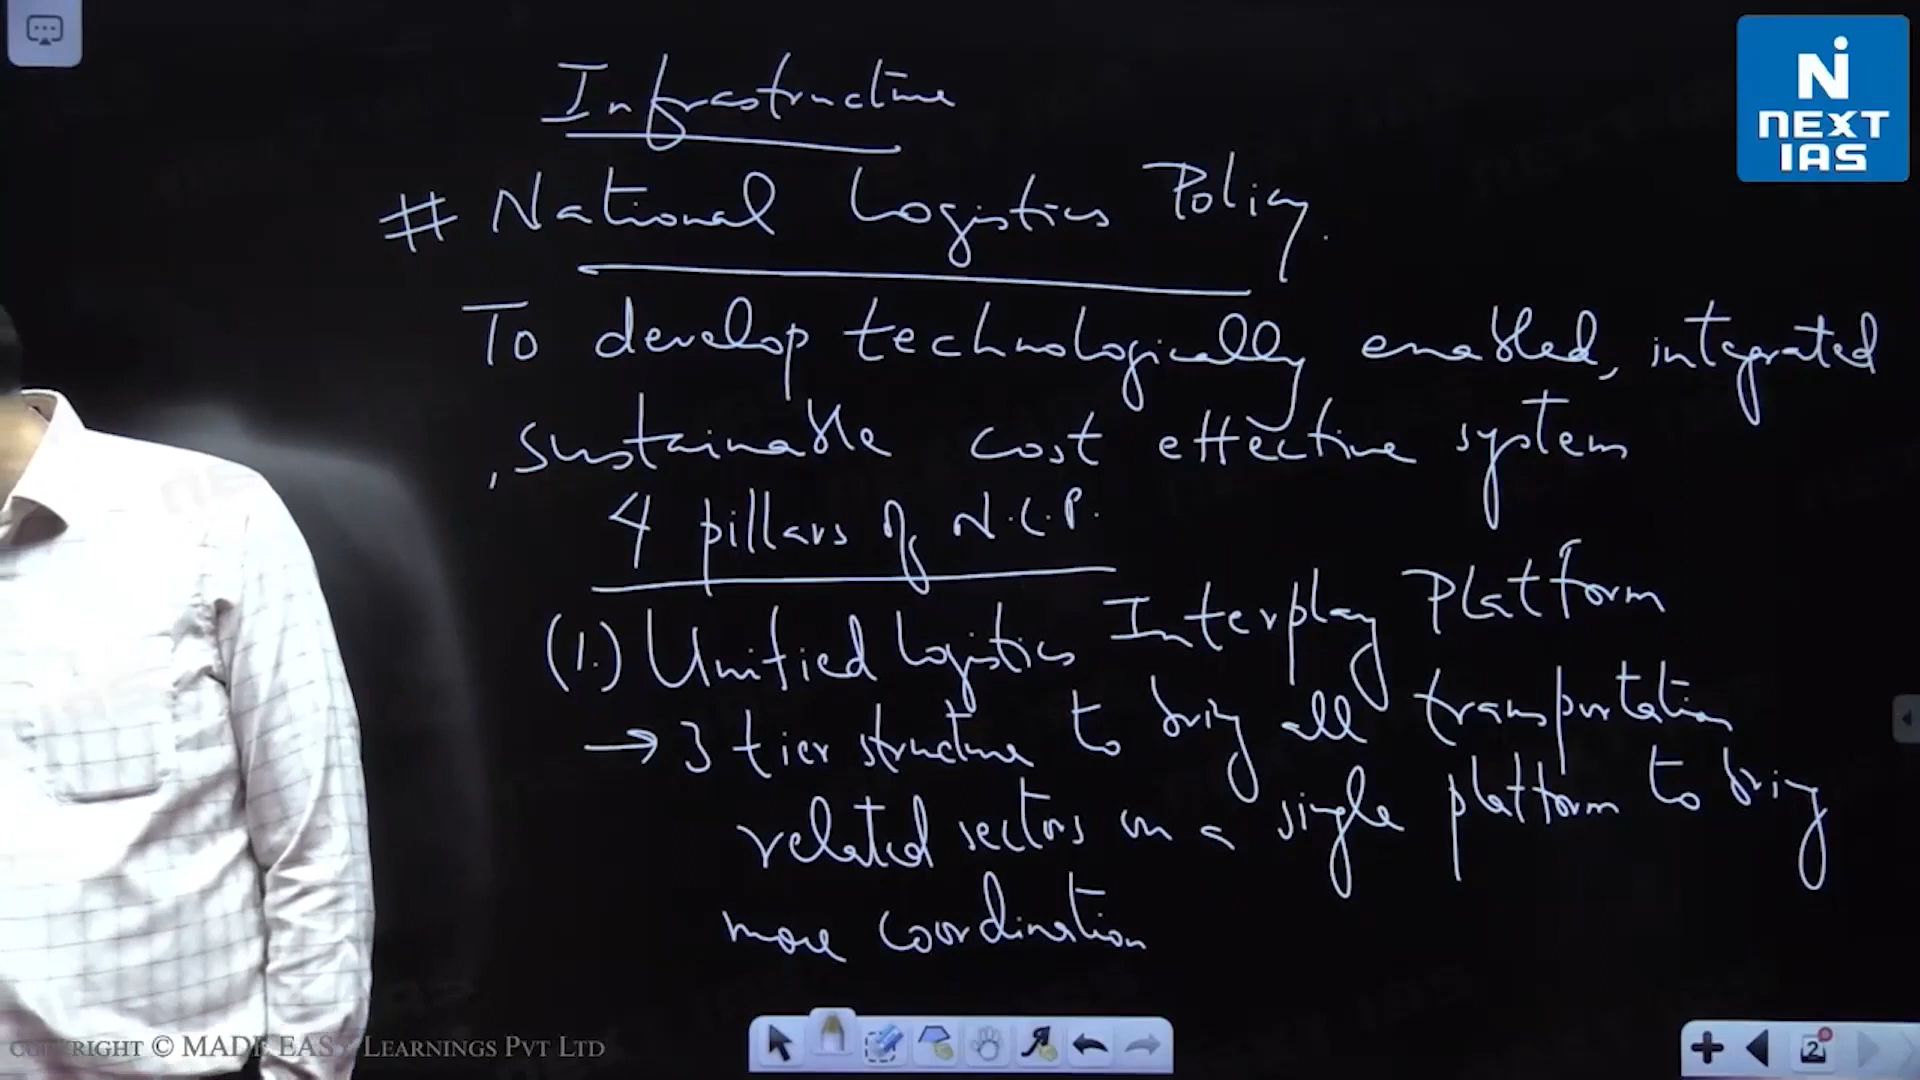 Infrastructure
# National Logistics Policy.
To develop technologically enabled, integrated
, sustainable cost effective system
4 pillars of N.L.P.
(1.) Unified Logistics Interplay Platform
→ 3 tier structure to bring all transportation
related sectors on a single platform to bring
more coordination
NEXT
IAS
COPYRIGHT © MADE EASY LEARNINGS PVT LTD
2